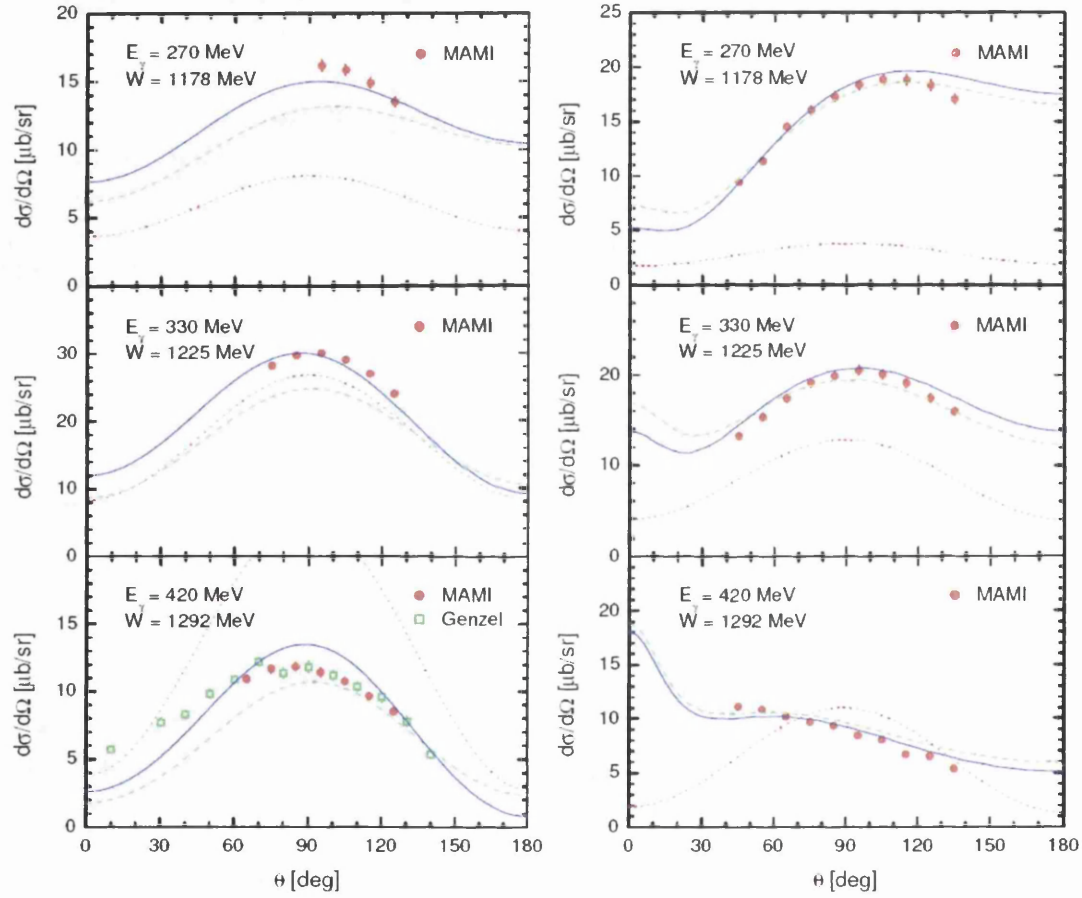 20
15
10
5
0
dσ/dΩ [μb/sr]
E_γ = 270 MeV
W = 1178 MeV
MAMI
25
20
15
10
5
0
dσ/dΩ [μb/sr]
E_γ = 270 MeV
W = 1178 MeV
MAMI
30
20
10
0
dσ/dΩ [μb/sr]
E_γ = 330 MeV
W = 1225 MeV
MAMI
20
10
0
dσ/dΩ [μb/sr]
E_γ = 330 MeV
W = 1225 MeV
MAMI
15
10
5
0
dσ/dΩ [μb/sr]
E_γ = 420 MeV
W = 1292 MeV
MAMI
Genzel
0 30 60 90 120 150 180
Θ [deg]
20
10
0
dσ/dΩ [μb/sr]
E_γ = 420 MeV
W = 1292 MeV
MAMI
0 30 60 90 120 150 180
Θ [deg]